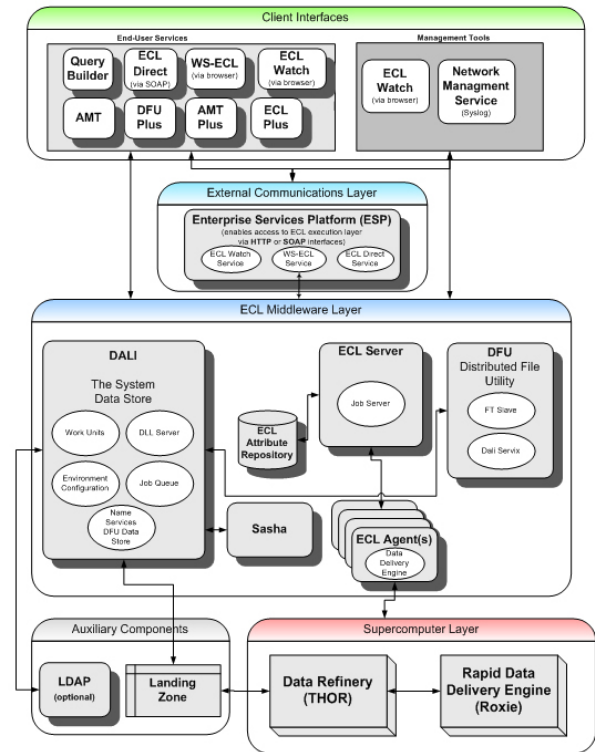 Client Interfaces
End-User Services
Query
Builder
ECL
Direct
(via SOAP)
WS-ECL
(via browser)
ECL
Watch
(via browser)
AMT
DFU
Plus
AMT
Plus
ECL
Plus
Management Tools
ECL
Watch
(via browser)
Network
Managment
Service
(Syslog)
External Communications Layer
Enterprise Services Platform (ESP)
(enables access to ECL execution layer
via HTTP or SOAP interfaces)
ECL Watch
Service
WS-ECL
Service
ECL Direct
Service
ECL Middleware Layer
DALI
The System
Data Store
Work Units
DLL Server
Environment
Configuration
Job Queue
Name
Services
DFU Data
Store
ECL Server
Job Server
ECL
Attribute
Repository
DFU
Distributed File
Utility
FT Slave
Dali Servix
Sasha
ECL Agent(s)
Data
Delivery
Engine
Auxiliary Components
LDAP
(optional)
Landing
Zone
Supercomputer Layer
Data Refinery
(THOR)
Rapid Data
Delivery Engine
(Roxie)